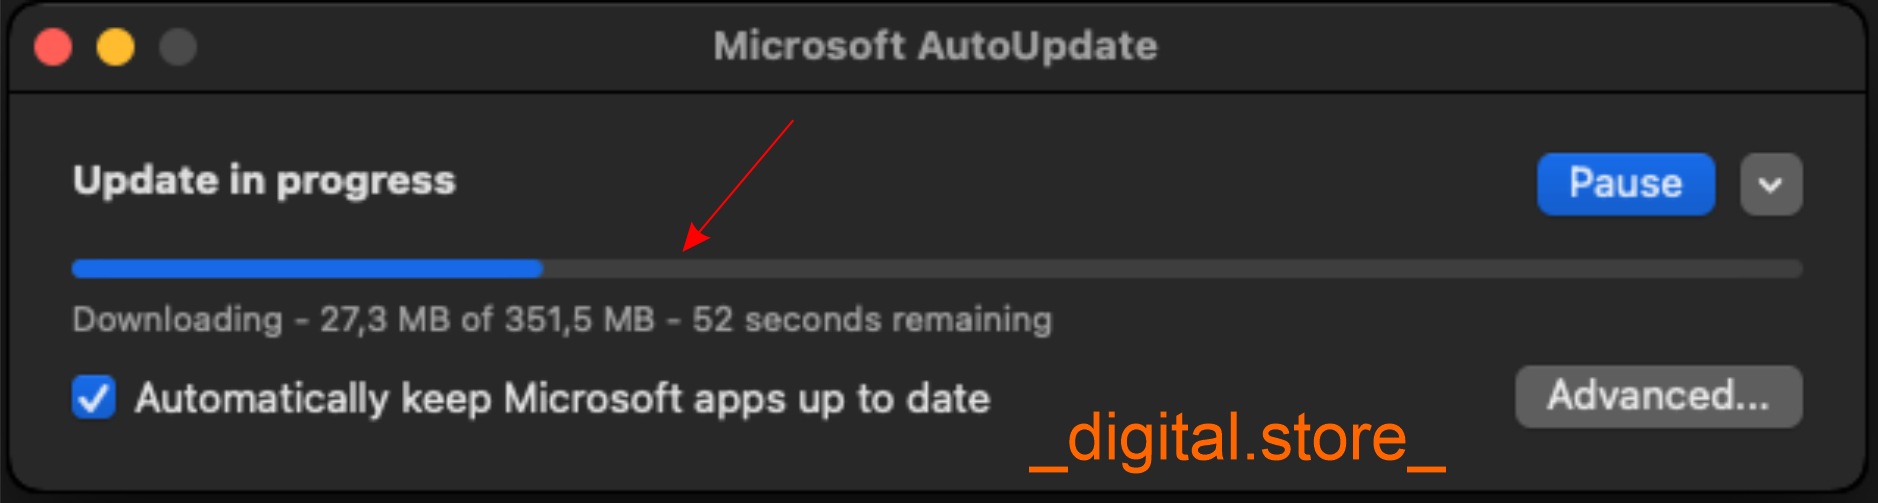 Microsoft AutoUpdate
Update in progress
Pause
Downloading - 27,3 MB of 351,5 MB - 52 seconds remaining
Automatically keep Microsoft apps up to date
Advanced...
_digital.store_